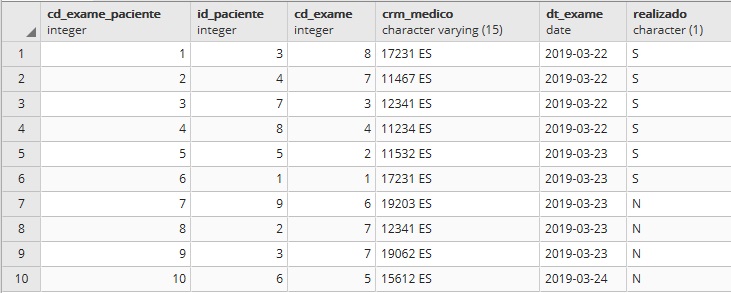 cd_exame_paciente id_paciente cd_exame crm_medico dt_exame realizado
integer integer integer character varying (15) date character (1)
1 1 3 8 17231 ES 2019-03-22 S
2 2 4 7 11467 ES 2019-03-22 S
3 3 7 3 12341 ES 2019-03-22 S
4 4 8 4 11234 ES 2019-03-22 S
5 5 5 2 11532 ES 2019-03-23 S
6 6 1 1 17231 ES 2019-03-23 S
7 7 9 6 19203 ES 2019-03-23 N
8 8 2 7 12341 ES 2019-03-23 N
9 9 3 7 19062 ES 2019-03-23 N
10 10 6 5 15612 ES 2019-03-24 N